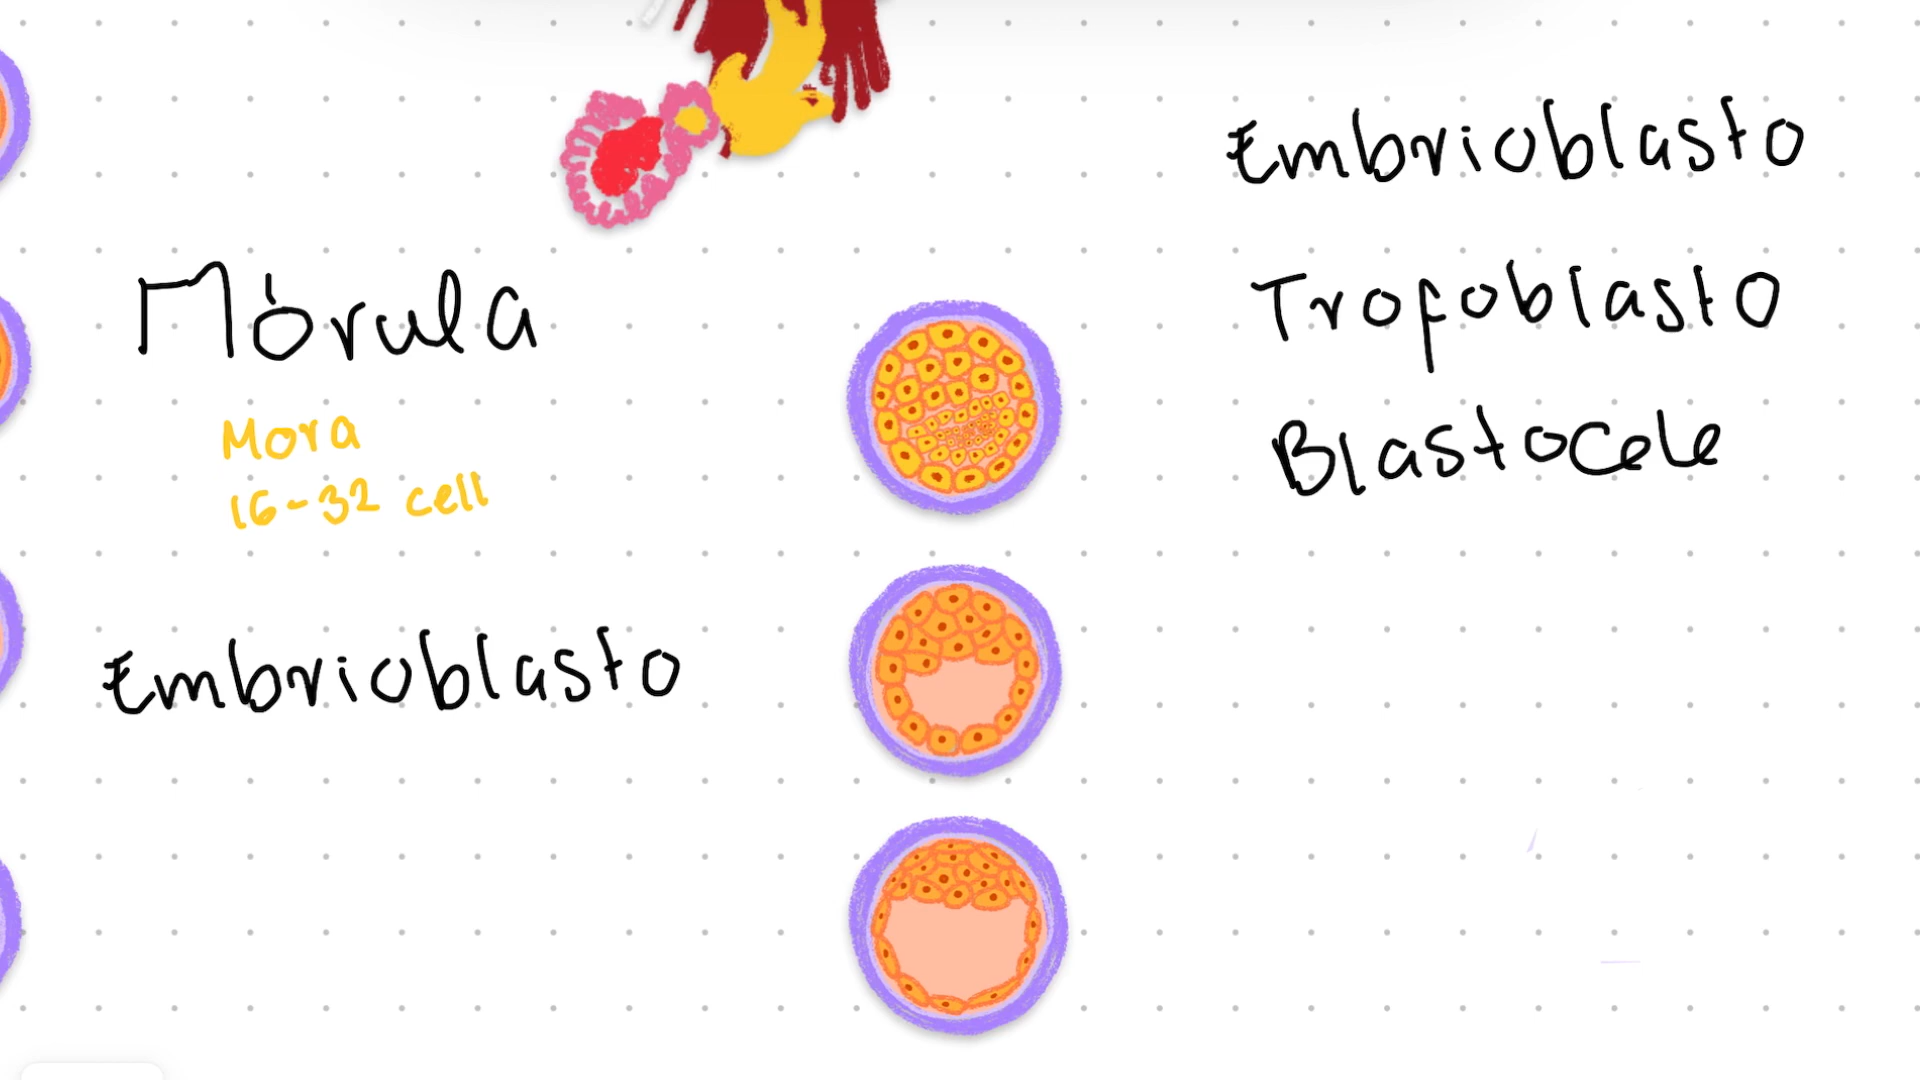 Mórula
Mora
16-32 cell
Embrioblasto
Embrioblasto
Trofoblasto
Blastocele